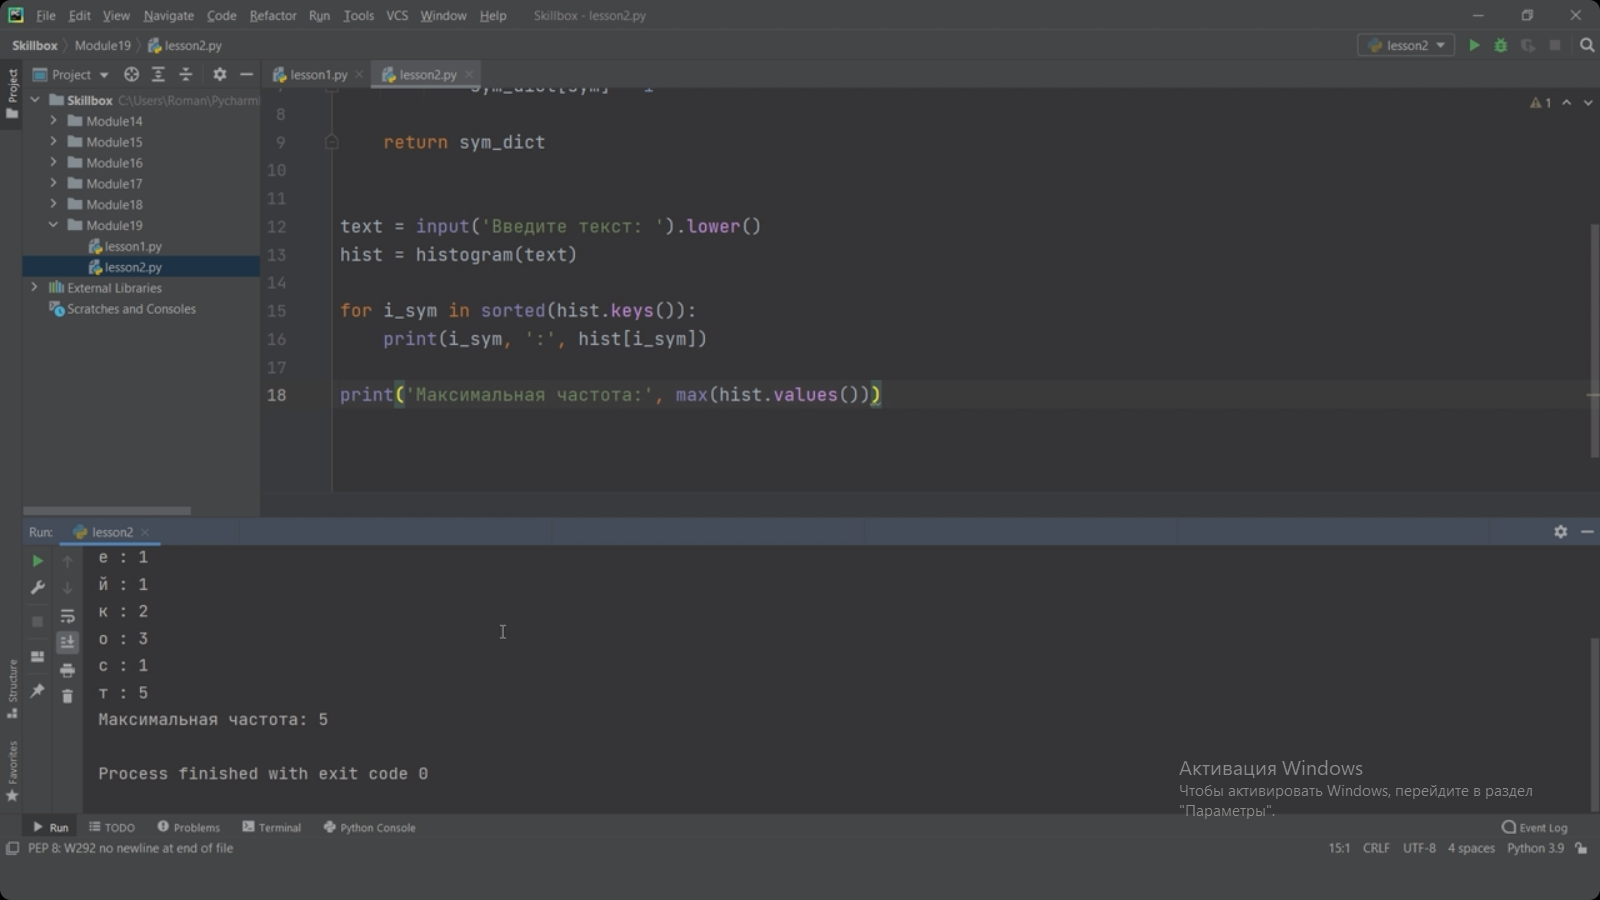 File Edit View Navigate Code Refactor Run Tools VCS Window Help Skillbox - lesson2.py
Skillbox Module19 lesson2.py lesson2
Project lesson1.py lesson2.py
Project
Skillbox C:\Users\Roman\Pycharm
Module14
Module15
Module16
Module17
Module18
Module19
lesson1.py
lesson2.py
External Libraries
Scratches and Consoles
1
8
9 return sym_dict
10
11
12 text = input('Введите текст: ').lower()
13 hist = histogram(text)
14
15 for i_sym in sorted(hist.keys()):
16 print(i_sym, ':', hist[i_sym])
17
18 print('Максимальная частота:', max(hist.values()))
Run: lesson2
е : 1
й : 1
к : 2
о : 3
с : 1
т : 5
Максимальная частота: 5
Process finished with exit code 0
Structure
Favorites
Активация Windows
Чтобы активировать Windows, перейдите в раздел
"Параметры".
Run TODO Problems Terminal Python Console Event Log
PEP 8: W292 no newline at end of file 15:1 CRLF UTF-8 4 spaces Python 3.9